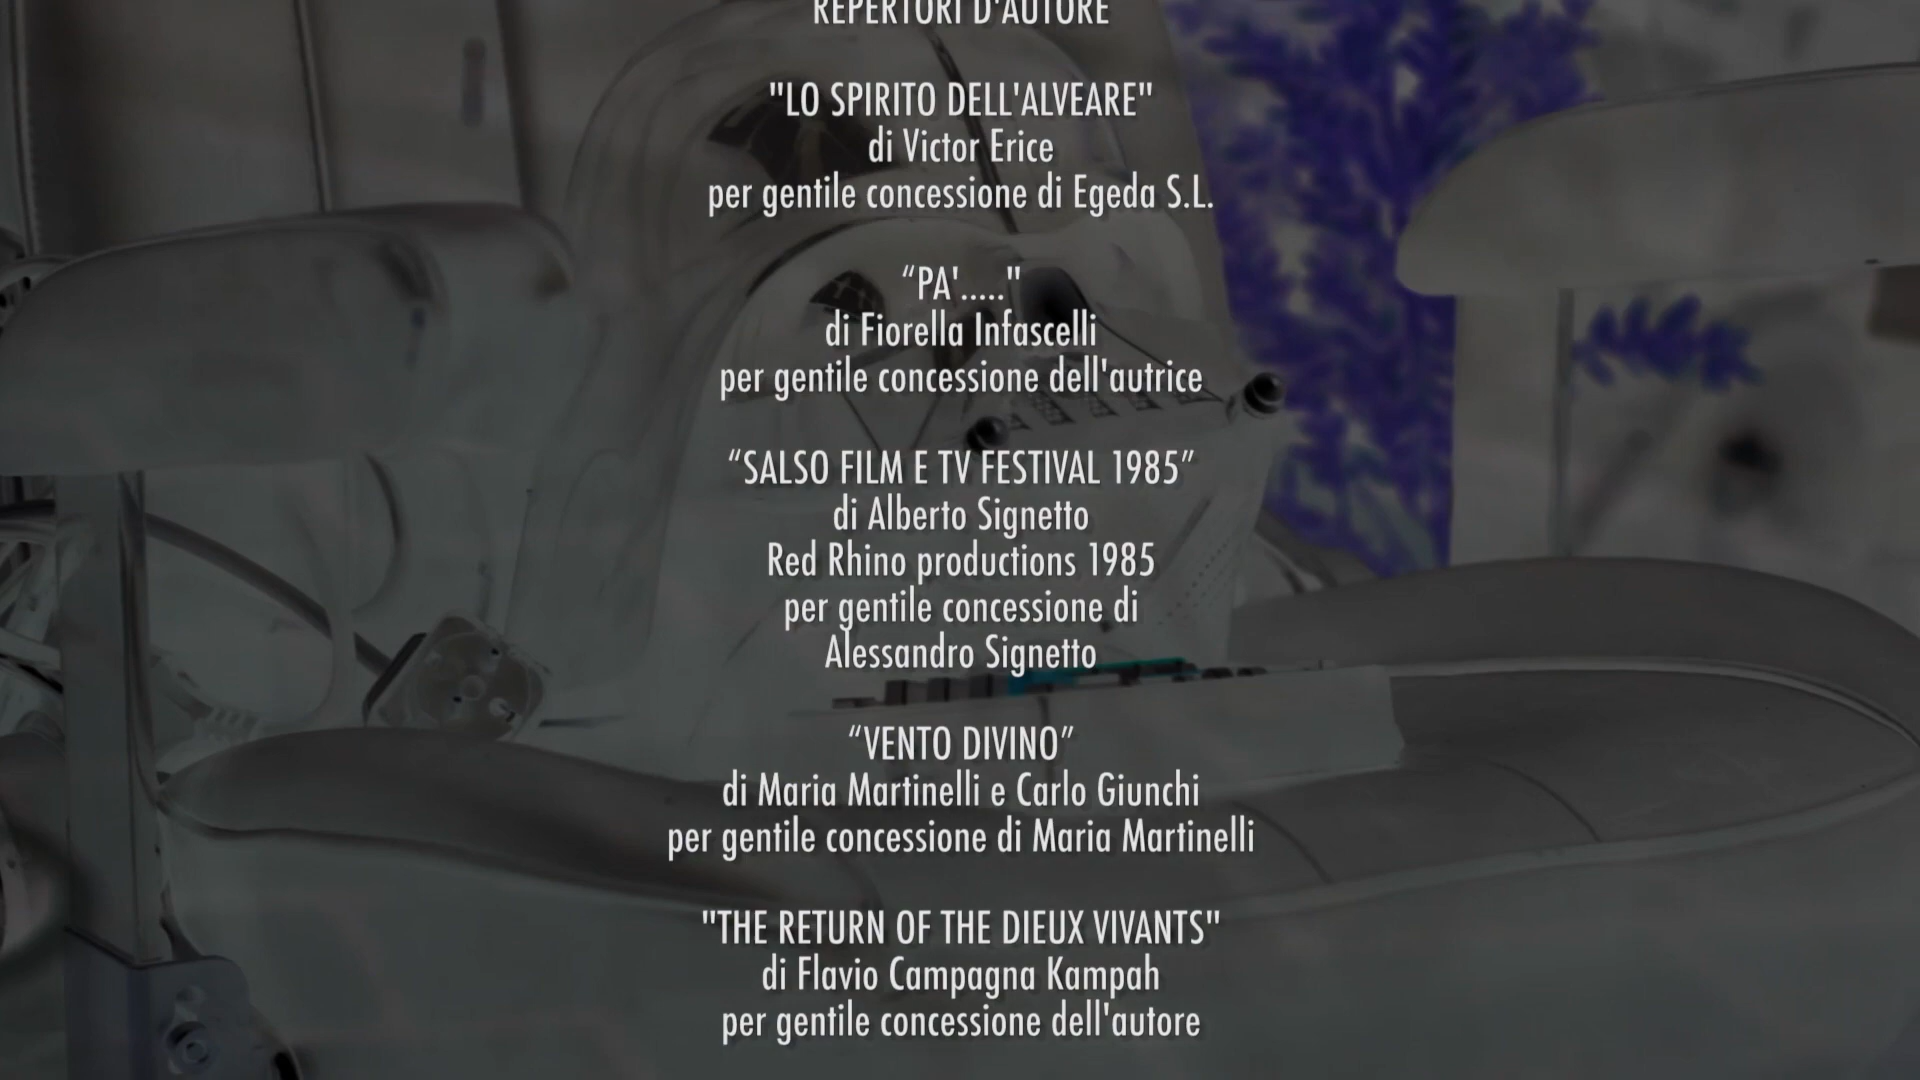 REPERTORI D'AUTORE
"LO SPIRITO DELL'ALVEARE"
di Victor Erice
per gentile concessione di Egeda S.L.
“PA'....."
di Fiorella Infascelli
per gentile concessione dell'autrice
“SALSO FILM E TV FESTIVAL 1985”
di Alberto Signetto
Red Rhino productions 1985
per gentile concessione di
Alessandro Signetto
“VENTO DIVINO”
di Maria Martinelli e Carlo Giunchi
per gentile concessione di Maria Martinelli
"THE RETURN OF THE DIEUX VIVANTS"
di Flavio Campagna Kampah
per gentile concessione dell'autore